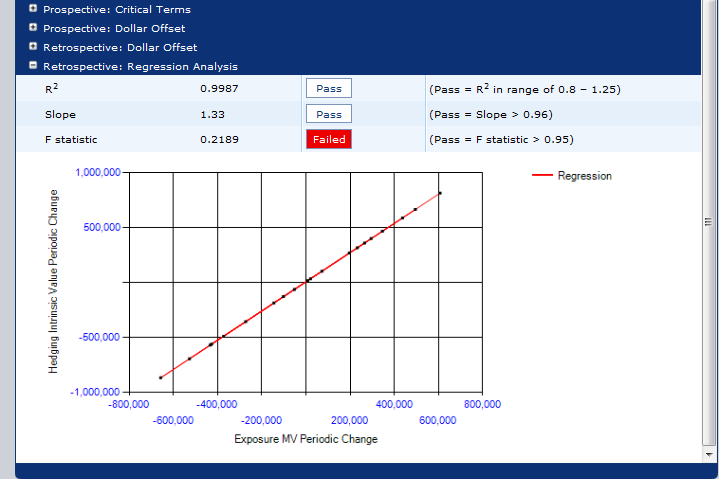 Prospective: Critical Terms
Prospective: Dollar Offset
Retrospective: Dollar Offset
Retrospective: Regression Analysis
R² 0.9987 Pass (Pass = R² in range of 0.8 – 1.25)
Slope 1.33 Pass (Pass = Slope > 0.96)
F statistic 0.2189 Failed (Pass = F statistic > 0.95)
1,000,000
500,000
-500,000
-1,000,000
Hedging Intrinsic Value Periodic Change
Regression
-800,000 -400,000 400,000 800,000
-600,000 -200,000 200,000 600,000
Exposure MV Periodic Change